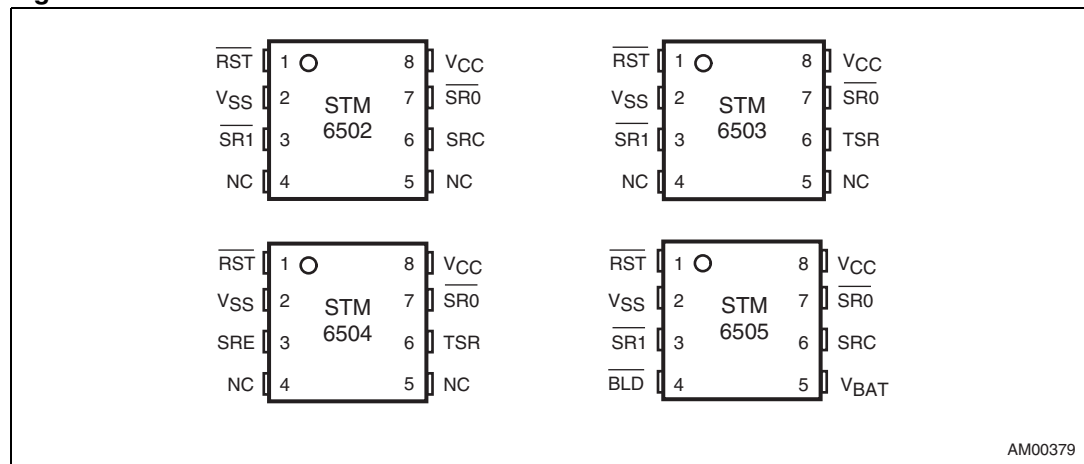 RST 1 8 VCC
VSS 2 STM 7 SR0
SR1 3 6502 6 SRC
NC 4 5 NC
RST 1 8 VCC
VSS 2 STM 7 SR0
SR1 3 6503 6 TSR
NC 4 5 NC
RST 1 8 VCC
VSS 2 STM 7 SR0
SRE 3 6504 6 TSR
NC 4 5 NC
RST 1 8 VCC
VSS 2 STM 7 SR0
SR1 3 6505 6 SRC
BLD 4 5 VBAT
AM00379